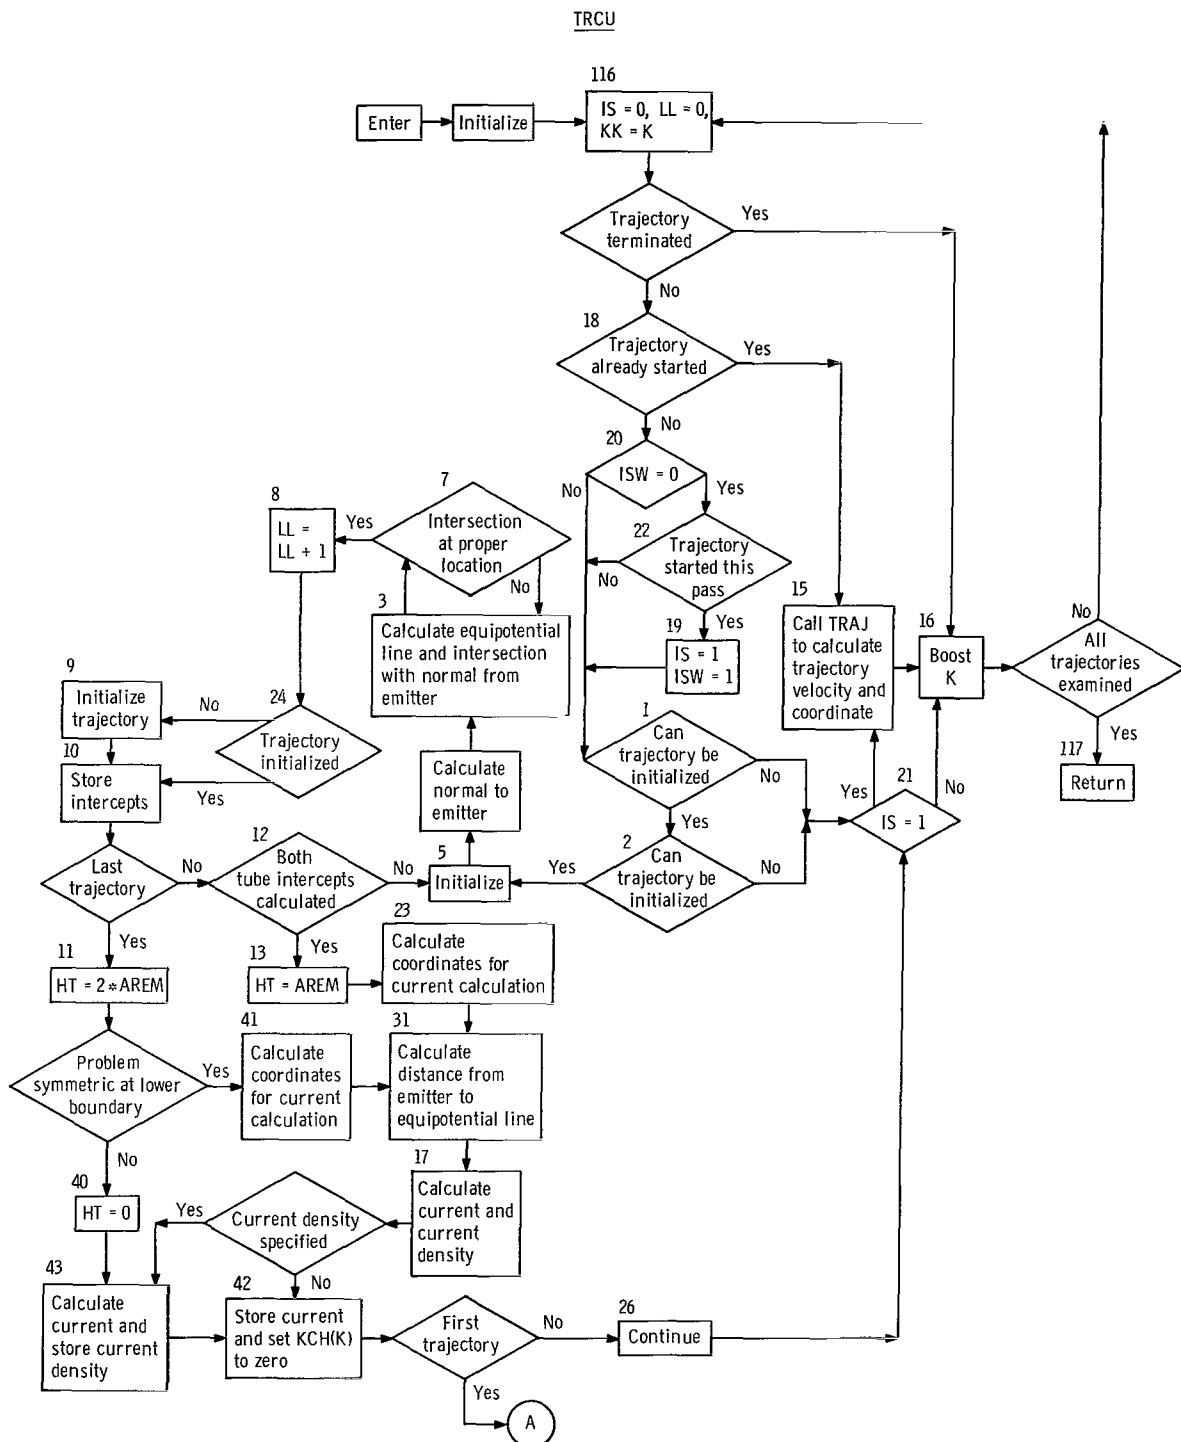 TRCU
116
Enter
Initialize
IS = 0, LL = 0,
KK = K
Trajectory
terminated
Yes
No
18
Trajectory
already started
Yes
No
20
ISW = 0
No
Yes
22
Trajectory
started this
pass
No
Yes
19
IS = 1
ISW = 1
7
Intersection
at proper
location
Yes
No
8
LL =
LL + 1
3
Calculate equipotential
line and intersection
with normal from
emitter
9
Initialize
trajectory
No
24
Trajectory
initialized
Yes
10
Store
intercepts
Calculate
normal to
emitter
1
Can
trajectory be
initialized
No
Yes
2
Can
trajectory be
initialized
Yes
No
15
Call TRAJ
to calculate
trajectory
velocity and
coordinate
16
Boost
K
No
All
trajectories
examined
Yes
117
Return
21
IS = 1
Yes
No
5
Initialize
12
Both
tube intercepts
calculated
No
Yes
Last
trajectory
No
Yes
11
HT = 2*AREM
13
HT = AREM
23
Calculate
coordinates for
current calculation
Problem
symmetric at lower
boundary
Yes
No
41
Calculate
coordinates
for current
calculation
31
Calculate
distance from
emitter to
equipotential line
17
Calculate
current and
current
density
40
HT = 0
Yes
Current density
specified
No
43
Calculate
current and
store current
density
42
Store current
and set KCH(K)
to zero
First
trajectory
No
Yes
26
Continue
A